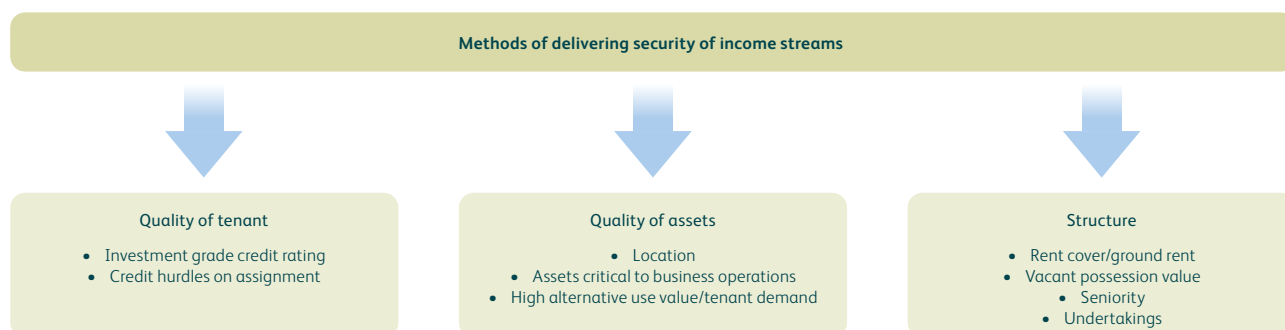 Methods of delivering security of income streams
Quality of tenant
• Investment grade credit rating
• Credit hurdles on assignment
Quality of assets
• Location
• Assets critical to business operations
• High alternative use value/tenant demand
Structure
• Rent cover/ground rent
• Vacant possession value
• Seniority
• Undertakings